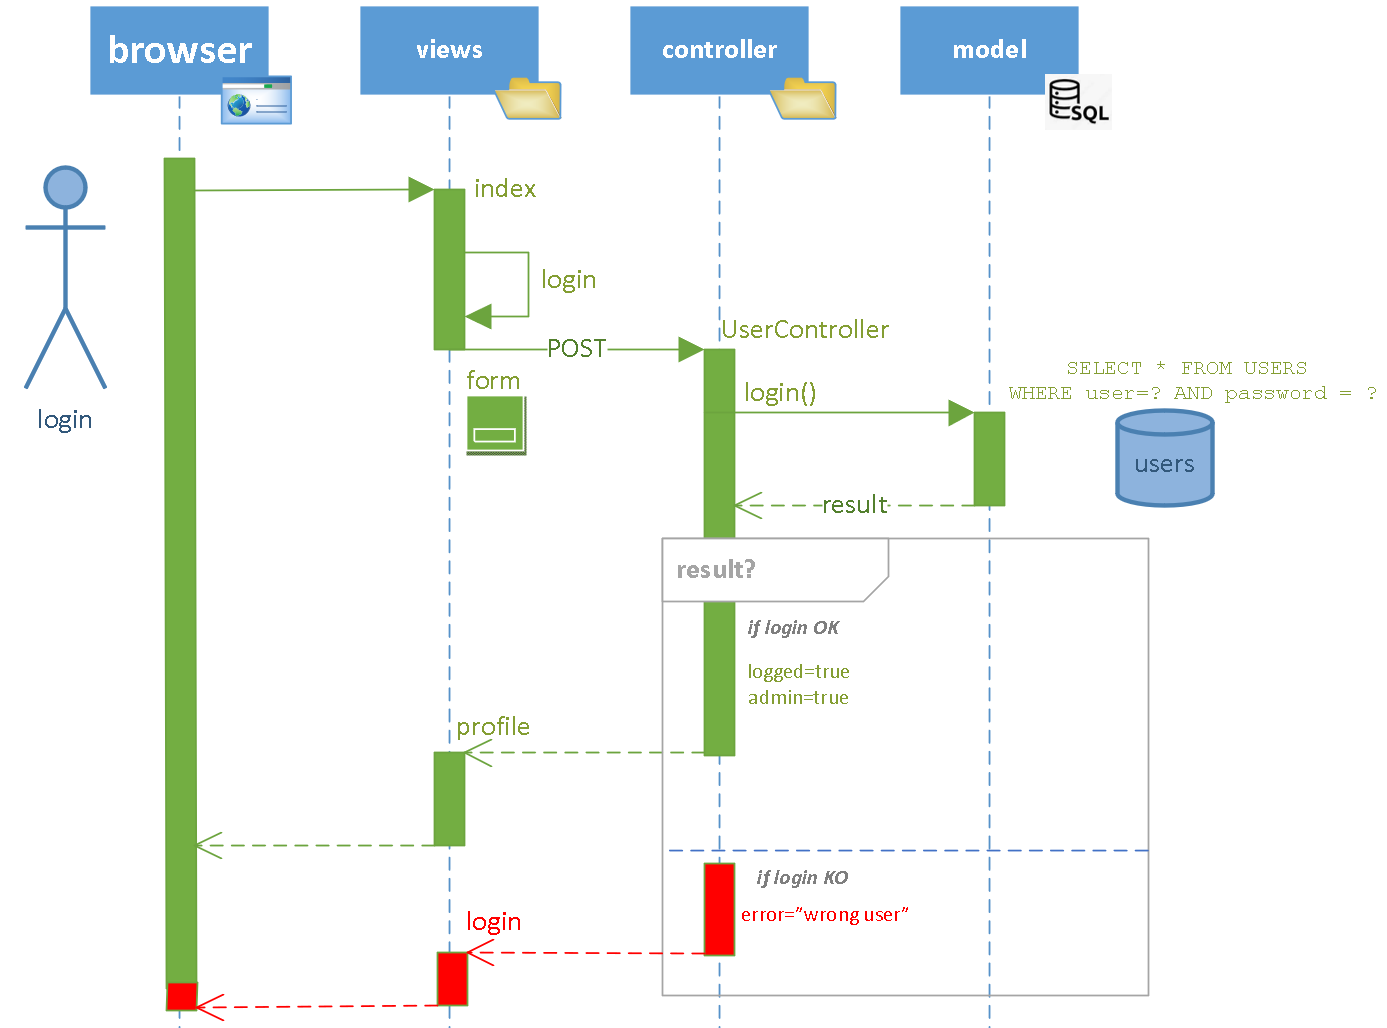 browser
views
controller
model
SQL
index
login
UserController
POST
SELECT * FROM USERS
WHERE user=? AND password = ?
form
login()
login
users
result
result?
if login OK
logged=true
admin=true
profile
if login KO
error=”wrong user”
login